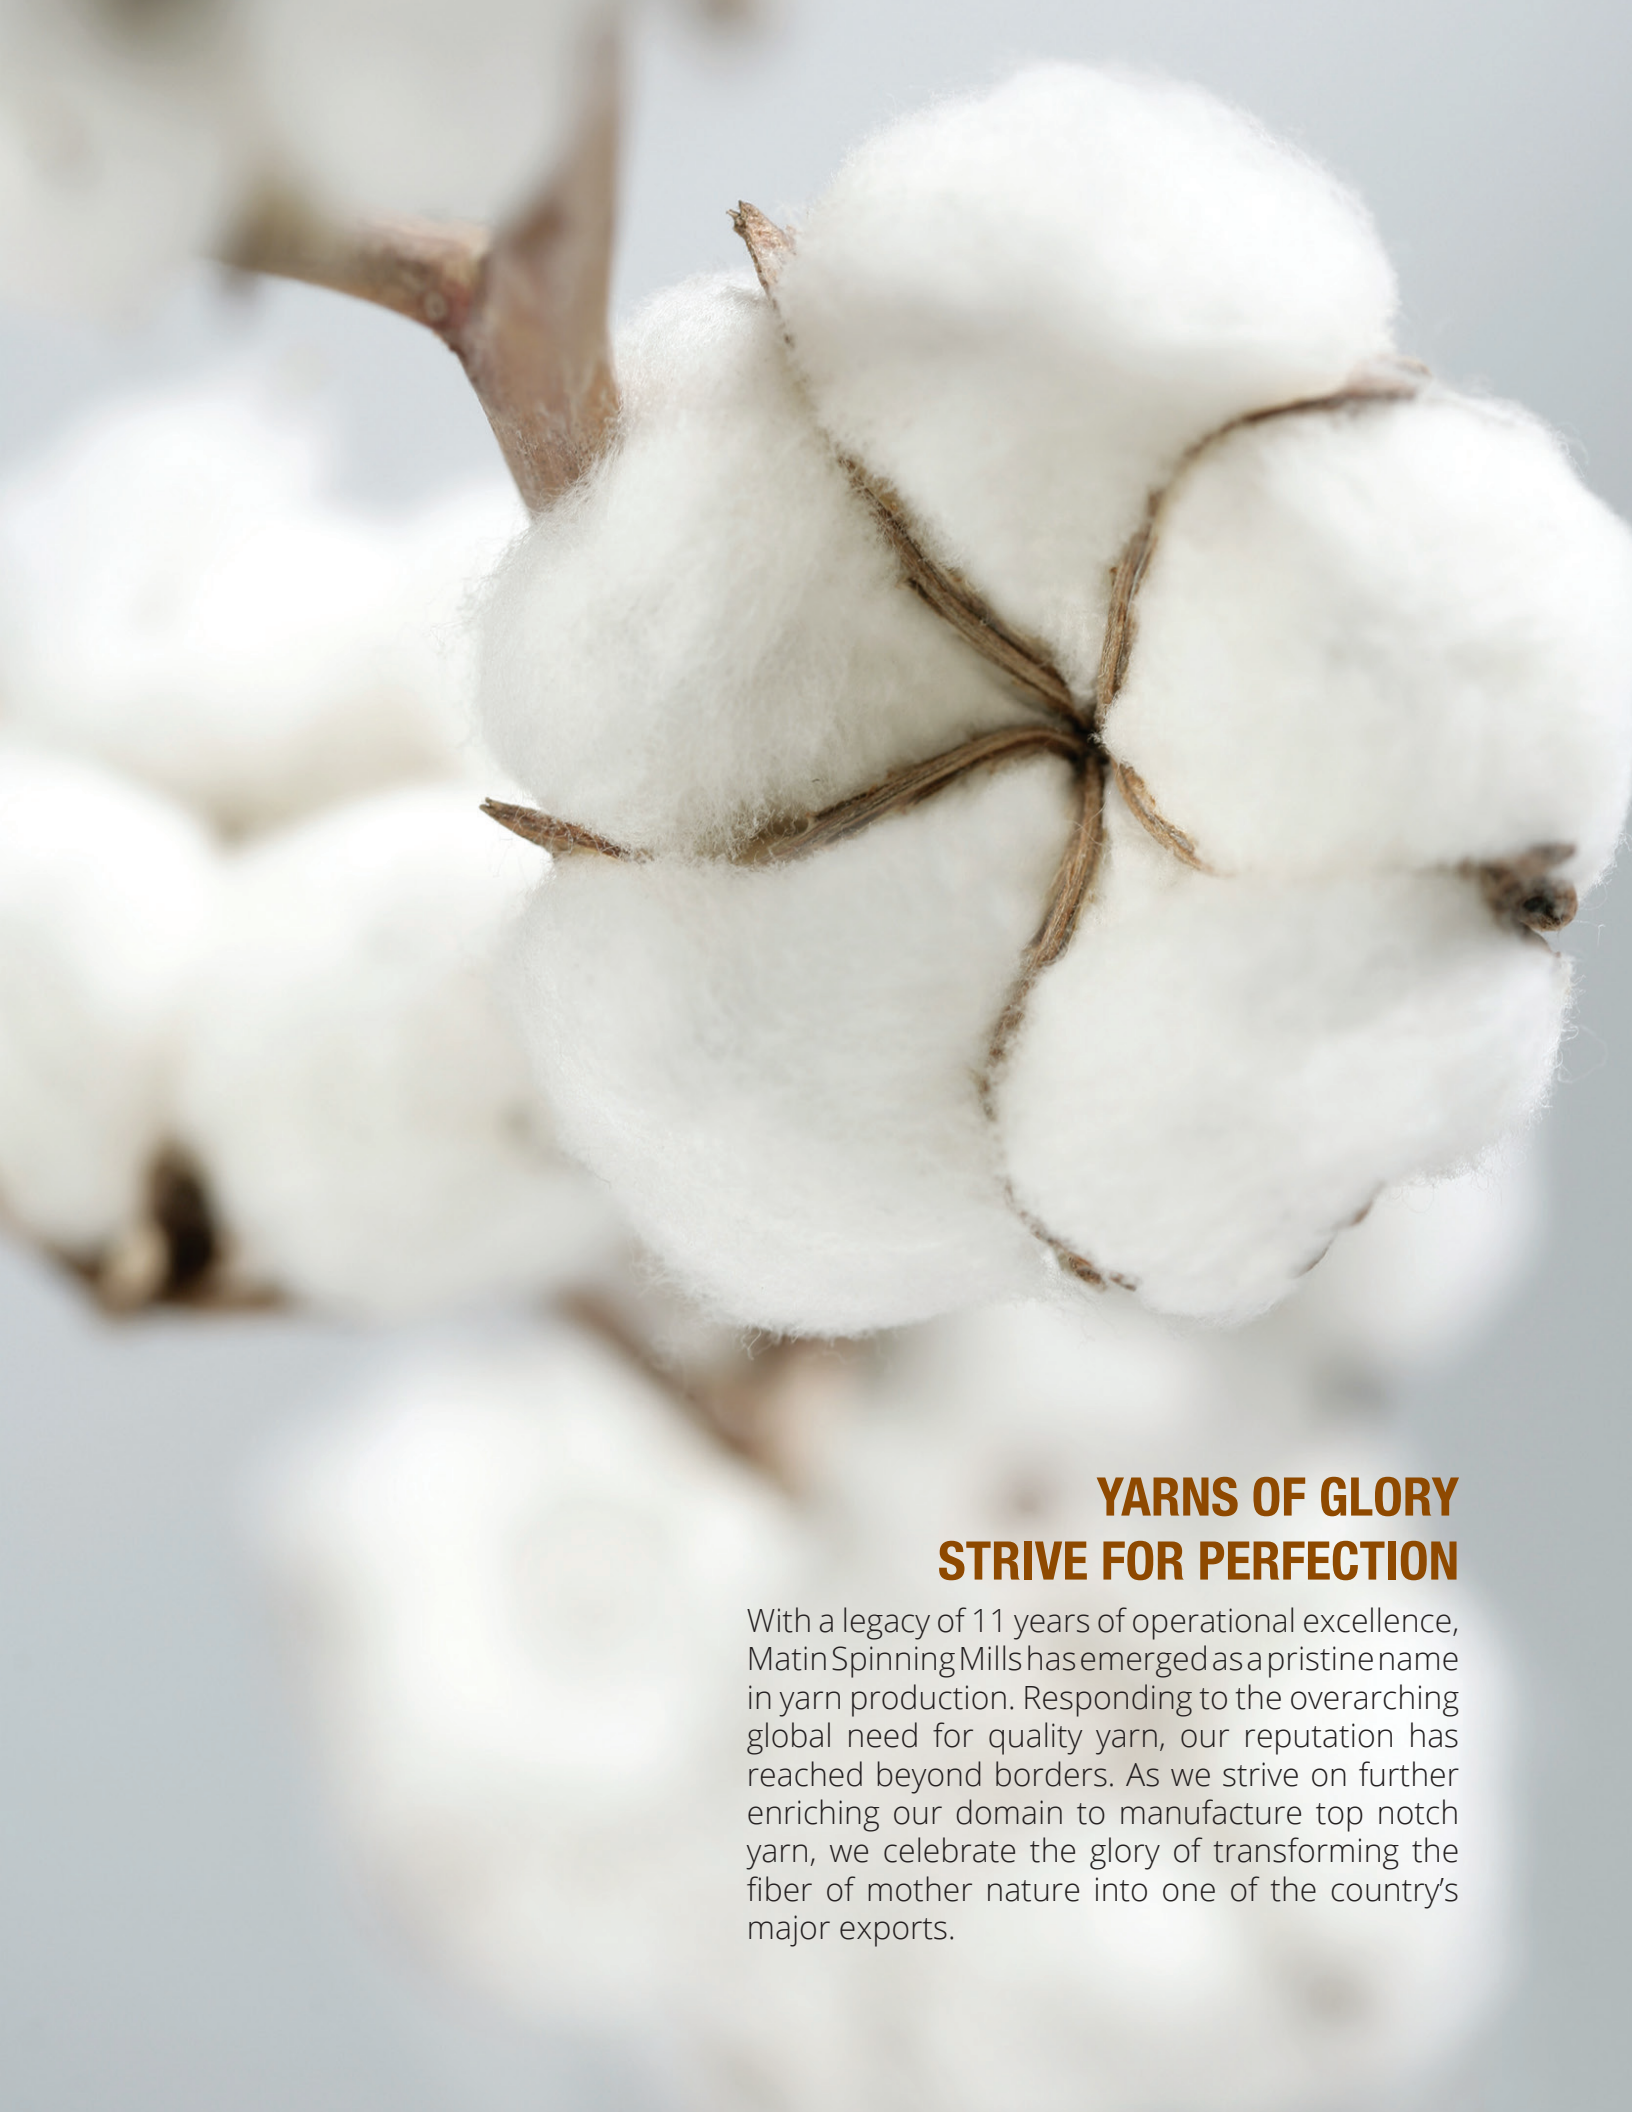 YARNS OF GLORY
STRIVE FOR PERFECTION
With a legacy of 11 years of operational excellence,
Matin Spinning Mills has emerged as a pristine name
in yarn production. Responding to the overarching
global need for quality yarn, our reputation has
reached beyond borders. As we strive on further
enriching our domain to manufacture top notch
yarn, we celebrate the glory of transforming the
fiber of mother nature into one of the country’s
major exports.